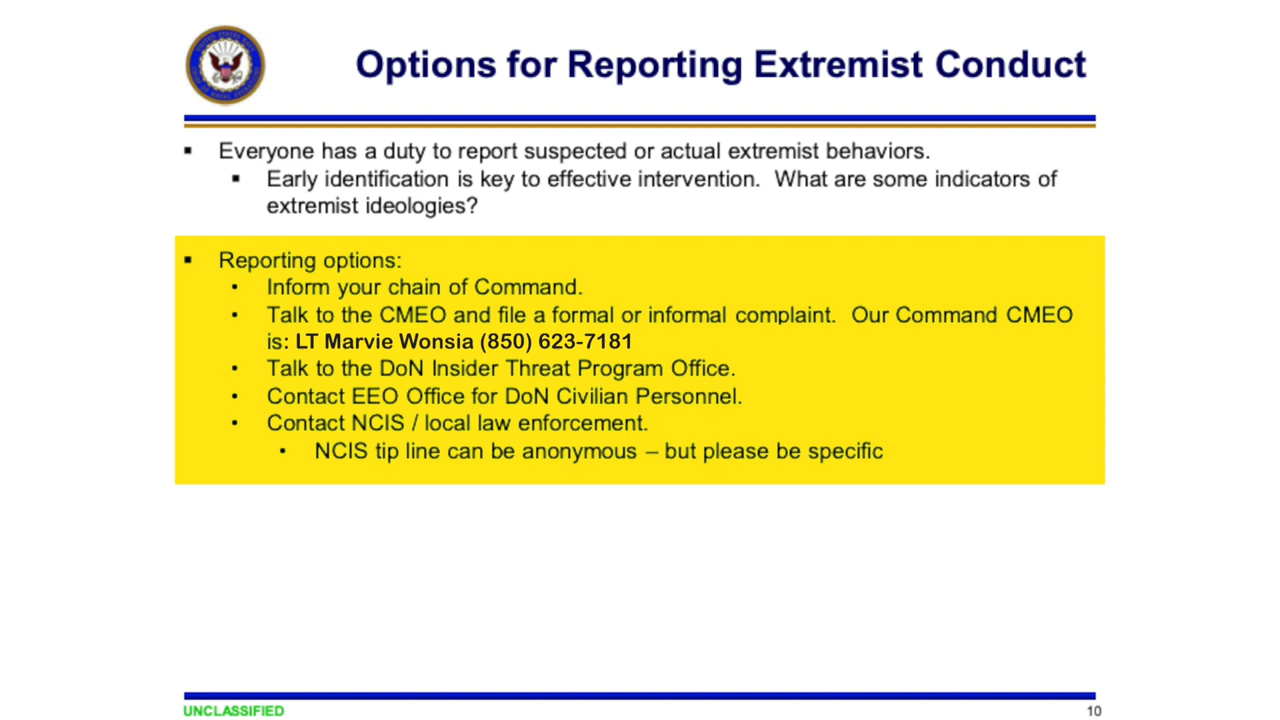 Options for Reporting Extremist Conduct
▪ Everyone has a duty to report suspected or actual extremist behaviors.
▪ Early identification is key to effective intervention.  What are some indicators of
extremist ideologies?
▪ Reporting options:
• Inform your chain of Command.
• Talk to the CMEO and file a formal or informal complaint.  Our Command CMEO
is: LT Marvie Wonsia (850) 623-7181
• Talk to the DoN Insider Threat Program Office.
• Contact EEO Office for DoN Civilian Personnel.
• Contact NCIS / local law enforcement.
• NCIS tip line can be anonymous – but please be specific
UNCLASSIFIED
10